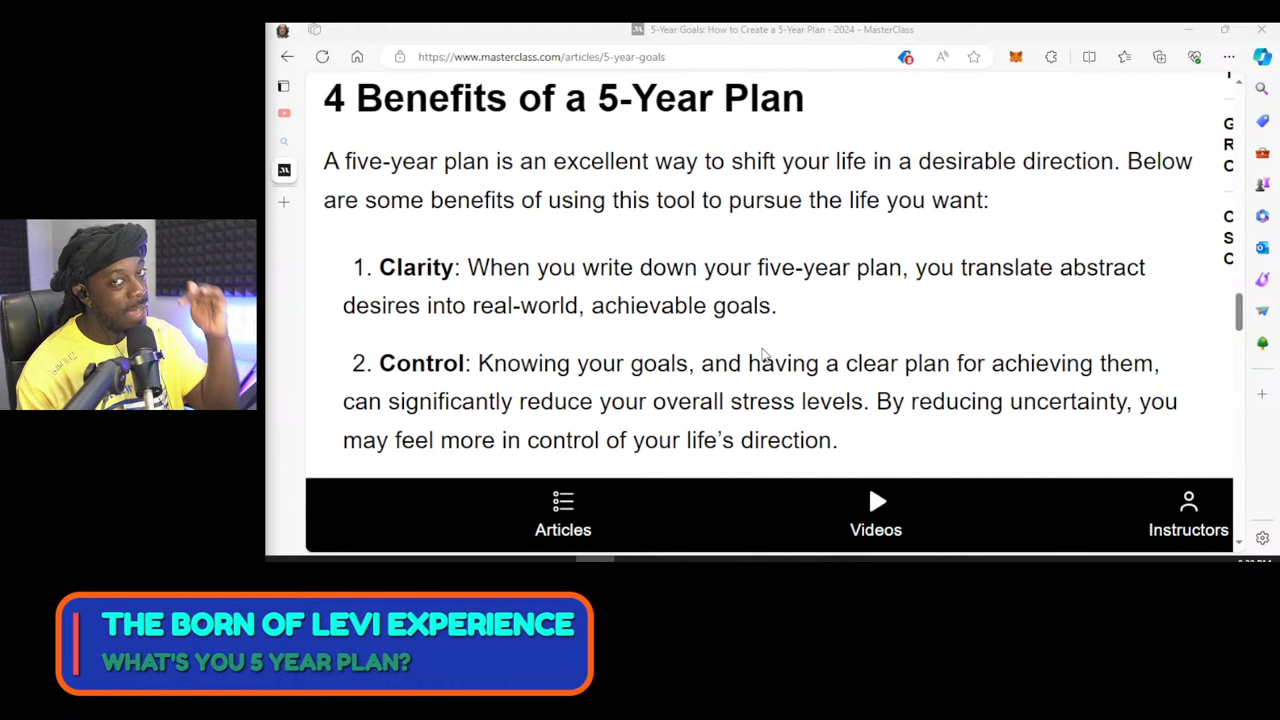 5-Year Goals: How to Create a 5-Year Plan - 2024 - MasterClass
https://www.masterclass.com/articles/5-year-goals
4 Benefits of a 5-Year Plan
A five-year plan is an excellent way to shift your life in a desirable direction. Below
are some benefits of using this tool to pursue the life you want:
1. Clarity: When you write down your five-year plan, you translate abstract
desires into real-world, achievable goals.
2. Control: Knowing your goals, and having a clear plan for achieving them,
can significantly reduce your overall stress levels. By reducing uncertainty, you
may feel more in control of your life's direction.
G
R
C
C
S
C
Articles
Videos
Instructors
THE BORN OF LEVI EXPERIENCE
WHAT'S YOU 5 YEAR PLAN?